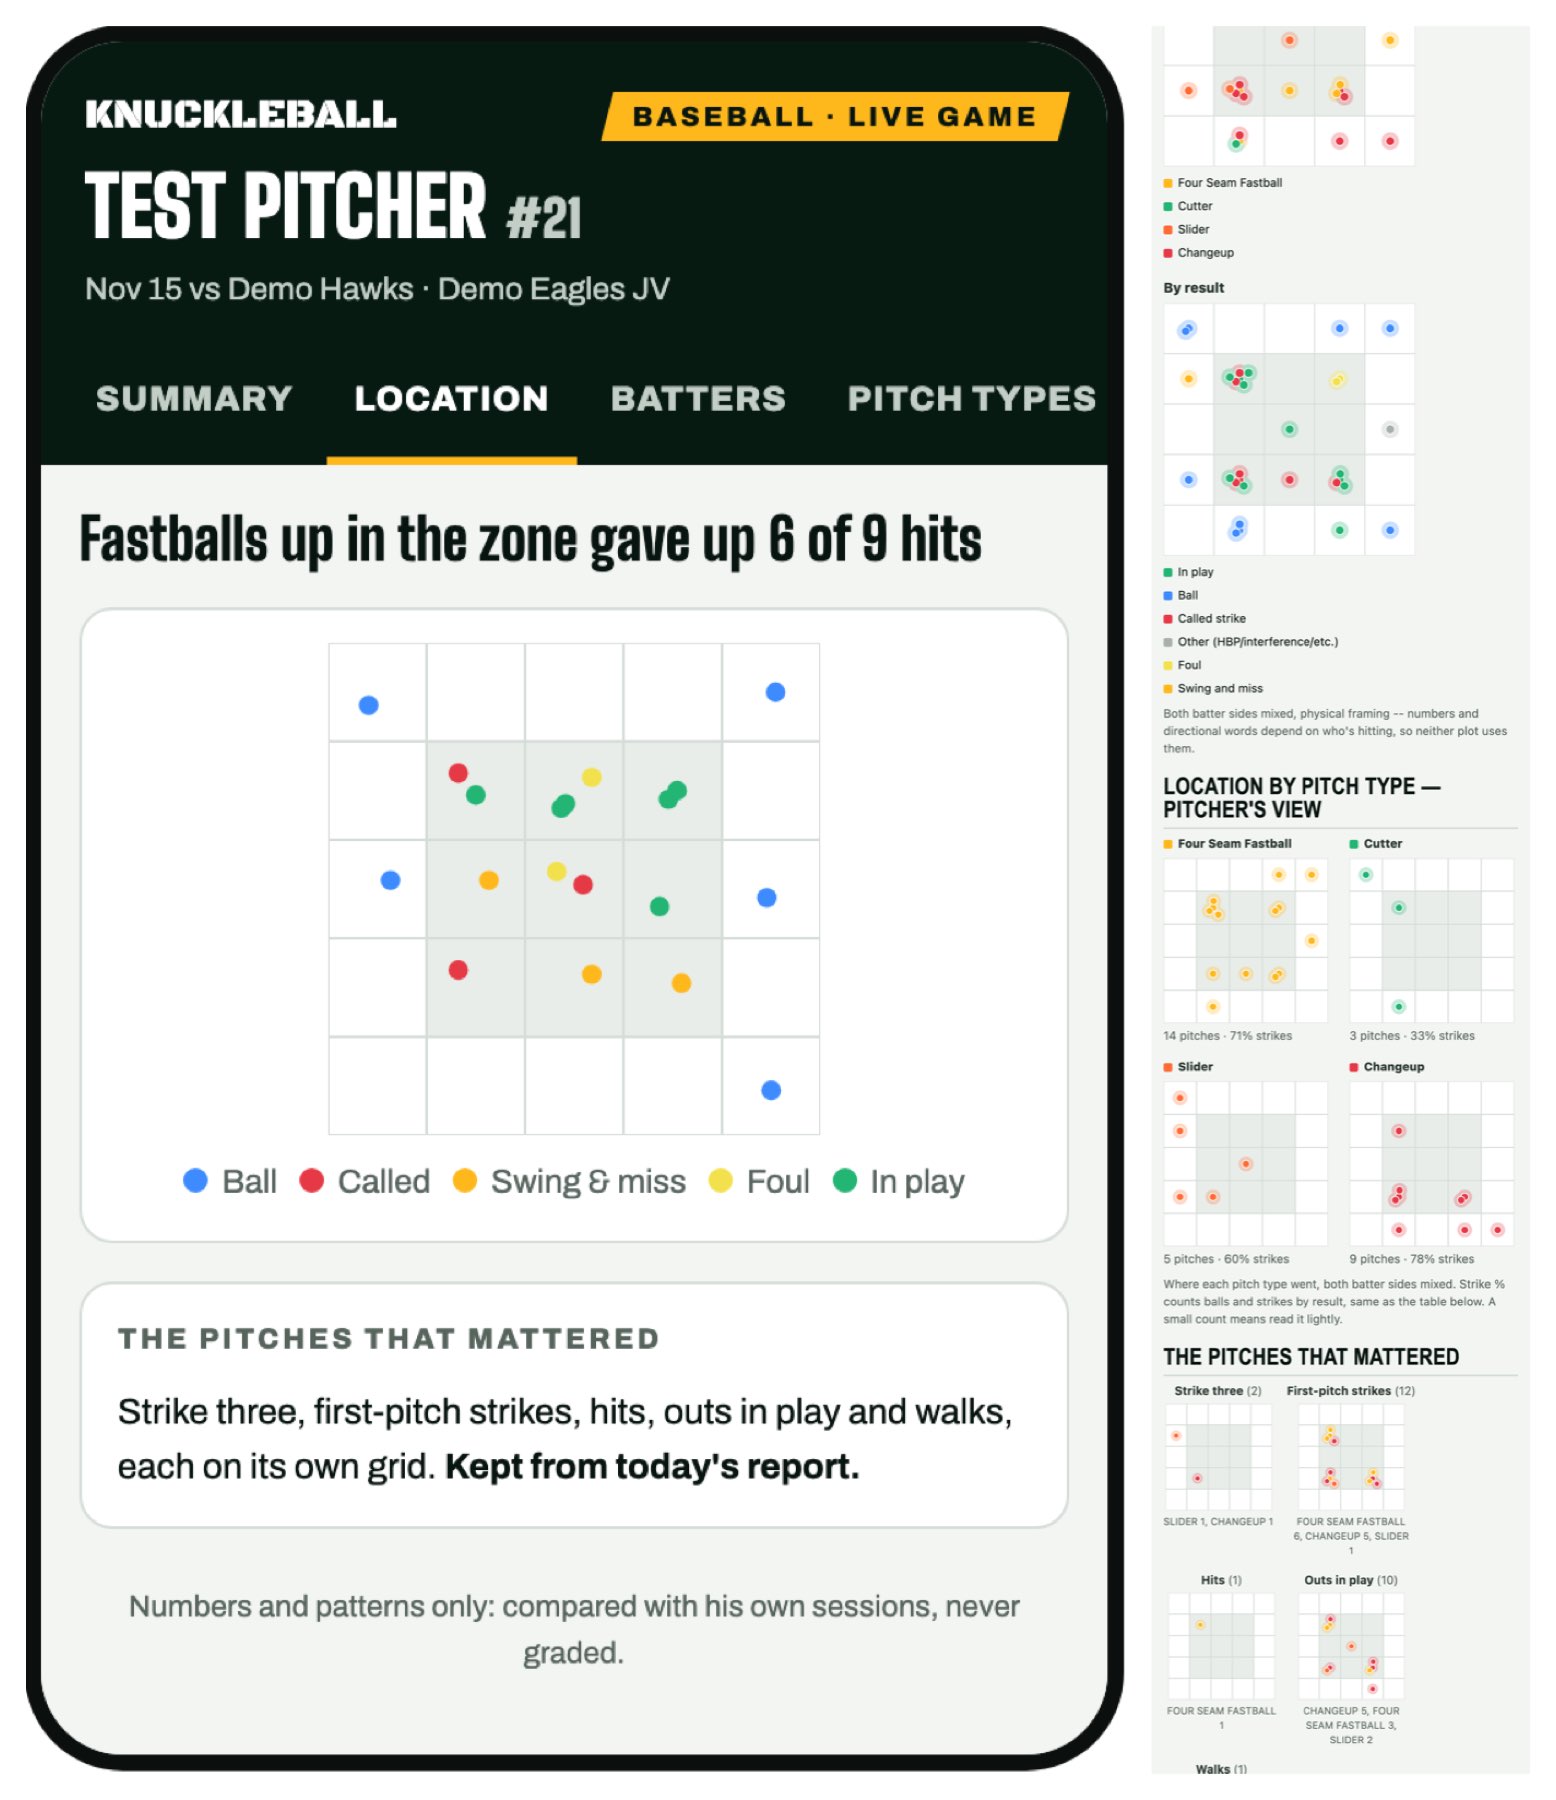 KNUCKLEBALL
BASEBALL · LIVE GAME
TEST PITCHER #21
Nov 15 vs Demo Hawks · Demo Eagles JV
SUMMARY LOCATION BATTERS PITCH TYPES
Fastballs up in the zone gave up 6 of 9 hits
Ball Called Swing & miss Foul In play
THE PITCHES THAT MATTERED
Strike three, first-pitch strikes, hits, outs in play and walks,
each on its own grid. Kept from today's report.
Numbers and patterns only: compared with his own sessions, never
graded.
Four Seam Fastball
Cutter
Slider
Changeup
By result
In play
Ball
Called strike
Other (HBP/interference/etc.)
Foul
Swing and miss
Both batter sides mixed, physical framing -- numbers and
directional words depend on who's hitting, so neither plot uses
them.
LOCATION BY PITCH TYPE —
PITCHER'S VIEW
Four Seam Fastball
Cutter
14 pitches · 71% strikes
3 pitches · 33% strikes
Slider
Changeup
5 pitches · 60% strikes
9 pitches · 78% strikes
Where each pitch type went, both batter sides mixed. Strike %
counts balls and strikes by result, same as the table below. A
small count means read it lightly.
THE PITCHES THAT MATTERED
Strike three (2)
First-pitch strikes (12)
SLIDER 1, CHANGEUP 1
FOUR SEAM FASTBALL
6, CHANGEUP 5, SLIDER
1
Hits (1)
Outs in play (10)
FOUR SEAM FASTBALL
1
CHANGEUP 5, FOUR
SEAM FASTBALL 3,
SLIDER 2
Walks (1)